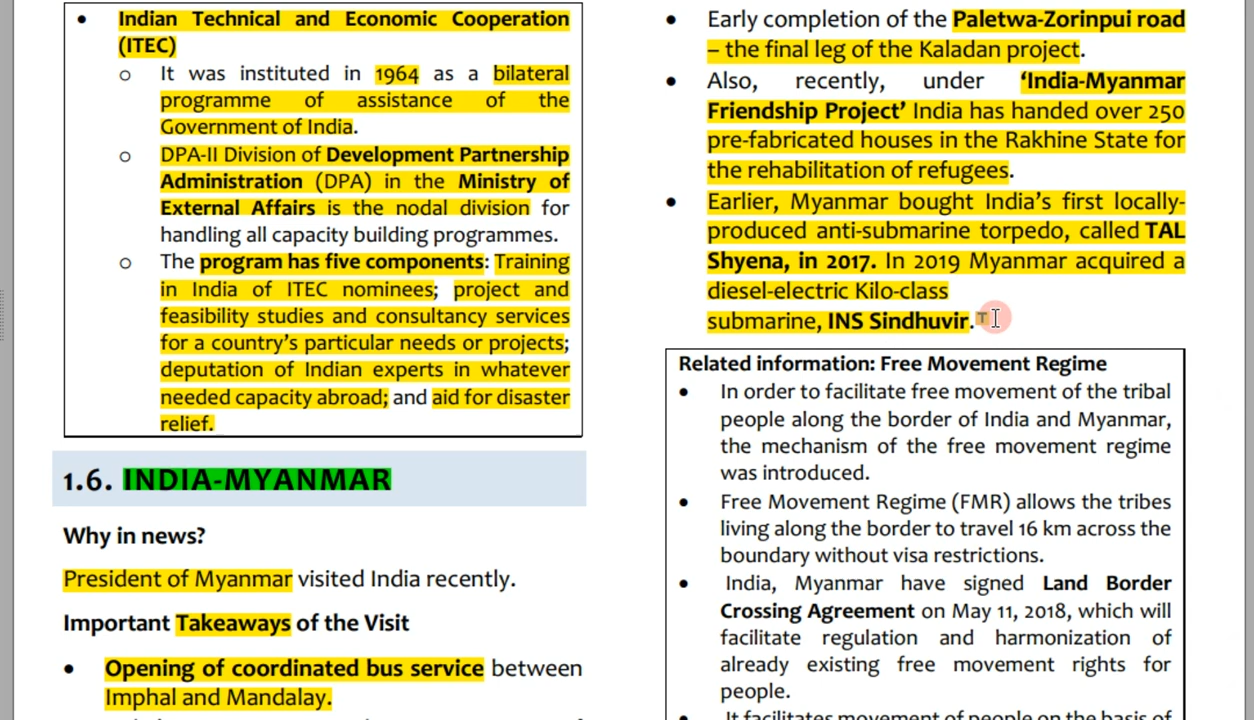 • Indian Technical and Economic Cooperation
(ITEC)
o It was instituted in 1964 as a bilateral
programme of assistance of the
Government of India.
o DPA-II Division of Development Partnership
Administration (DPA) in the Ministry of
External Affairs is the nodal division for
handling all capacity building programmes.
o The program has five components: Training
in India of ITEC nominees; project and
feasibility studies and consultancy services
for a country's particular needs or projects;
deputation of Indian experts in whatever
needed capacity abroad; and aid for disaster
relief.
1.6. INDIA-MYANMAR
Why in news?
President of Myanmar visited India recently.
Important Takeaways of the Visit
• Opening of coordinated bus service between
Imphal and Mandalay.
• Early completion of the Paletwa-Zorinpui road
– the final leg of the Kaladan project.
• Also, recently, under ‘India-Myanmar
Friendship Project’ India has handed over 250
pre-fabricated houses in the Rakhine State for
the rehabilitation of refugees.
• Earlier, Myanmar bought India’s first locally-
produced anti-submarine torpedo, called TAL
Shyena, in 2017. In 2019 Myanmar acquired a
diesel-electric Kilo-class
submarine, INS Sindhuvir.
Related information: Free Movement Regime
• In order to facilitate free movement of the tribal
people along the border of India and Myanmar,
the mechanism of the free movement regime
was introduced.
• Free Movement Regime (FMR) allows the tribes
living along the border to travel 16 km across the
boundary without visa restrictions.
• India, Myanmar have signed Land Border
Crossing Agreement on May 11, 2018, which will
facilitate regulation and harmonization of
already existing free movement rights for
people.
• It facilitates movement of people on the basis of